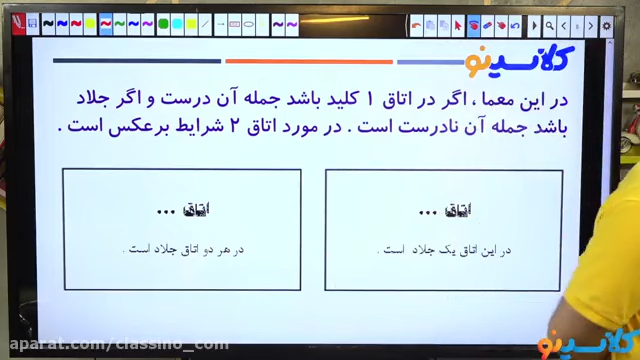 کلاسینو
در این معما ، اگر در اتاق ۱ کلید باشد جمله آن درست و اگر جلاد
باشد جمله آن نادرست است . در مورد اتاق ۲ شرایط برعکس است .
اتاق ...
در این اتاق یک جلاد است .
اتاق ...
در هر دو اتاق جلاد است .
aparat.com/classino_com
کلاسینو